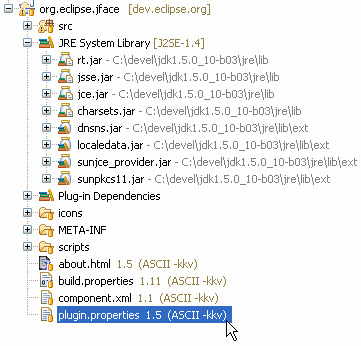 org.eclipse.jface [dev.eclipse.org]
src
JRE System Library [J2SE-1.4]
rt.jar - C:\devel\jdk1.5.0_10-b03\jre\lib
jsse.jar - C:\devel\jdk1.5.0_10-b03\jre\lib
jce.jar - C:\devel\jdk1.5.0_10-b03\jre\lib
charsets.jar - C:\devel\jdk1.5.0_10-b03\jre\lib
dnsns.jar - C:\devel\jdk1.5.0_10-b03\jre\lib\ext
localedata.jar - C:\devel\jdk1.5.0_10-b03\jre\lib\ext
sunjce_provider.jar - C:\devel\jdk1.5.0_10-b03\jre\lib\ext
sunpkcs11.jar - C:\devel\jdk1.5.0_10-b03\jre\lib\ext
Plug-in Dependencies
icons
META-INF
scripts
about.html 1.5 (ASCII -kkv)
build.properties 1.11 (ASCII -kkv)
component.xml 1.1 (ASCII -kkv)
plugin.properties 1.5 (ASCII -kkv)